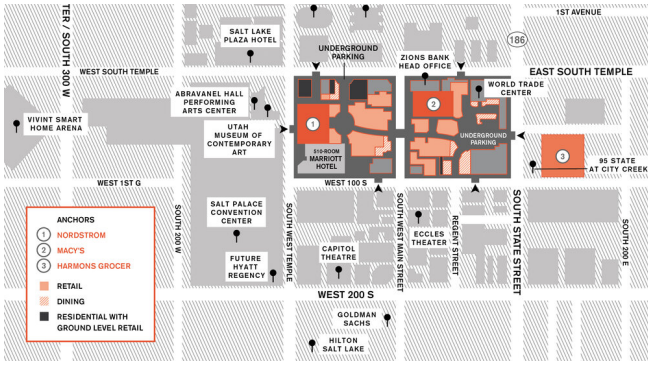 1ST AVENUE
TER / SOUTH 300 W
SALT LAKE
PLAZA HOTEL
UNDERGROUND
PARKING
ZIONS BANK
HEAD OFFICE
186
WEST SOUTH TEMPLE
EAST SOUTH TEMPLE
WORLD TRADE
CENTER
ABRAVANEL HALL
PERFORMING
ARTS CENTER
VIVINT SMART
HOME ARENA
UTAH
MUSEUM OF
CONTEMPORARY
ART
1
2
UNDERGROUND
PARKING
510-ROOM
MARRIOTT
HOTEL
3
95 STATE
AT CITY CREEK
WEST 1ST G
WEST 100 S
ANCHORS
1 NORDSTROM
2 MACY'S
3 HARMONS GROCER
RETAIL
DINING
RESIDENTIAL WITH
GROUND LEVEL RETAIL
SOUTH 200 W
SALT PALACE
CONVENTION
CENTER
FUTURE
HYATT
REGENCY
SOUTH WEST TEMPLE
CAPITOL
THEATRE
SOUTH WEST MAIN STREET
ECCLES
THEATER
REGENT STREET
SOUTH STATE STREET
SOUTH 200 E
WEST 200 S
GOLDMAN
SACHS
HILTON
SALT LAKE